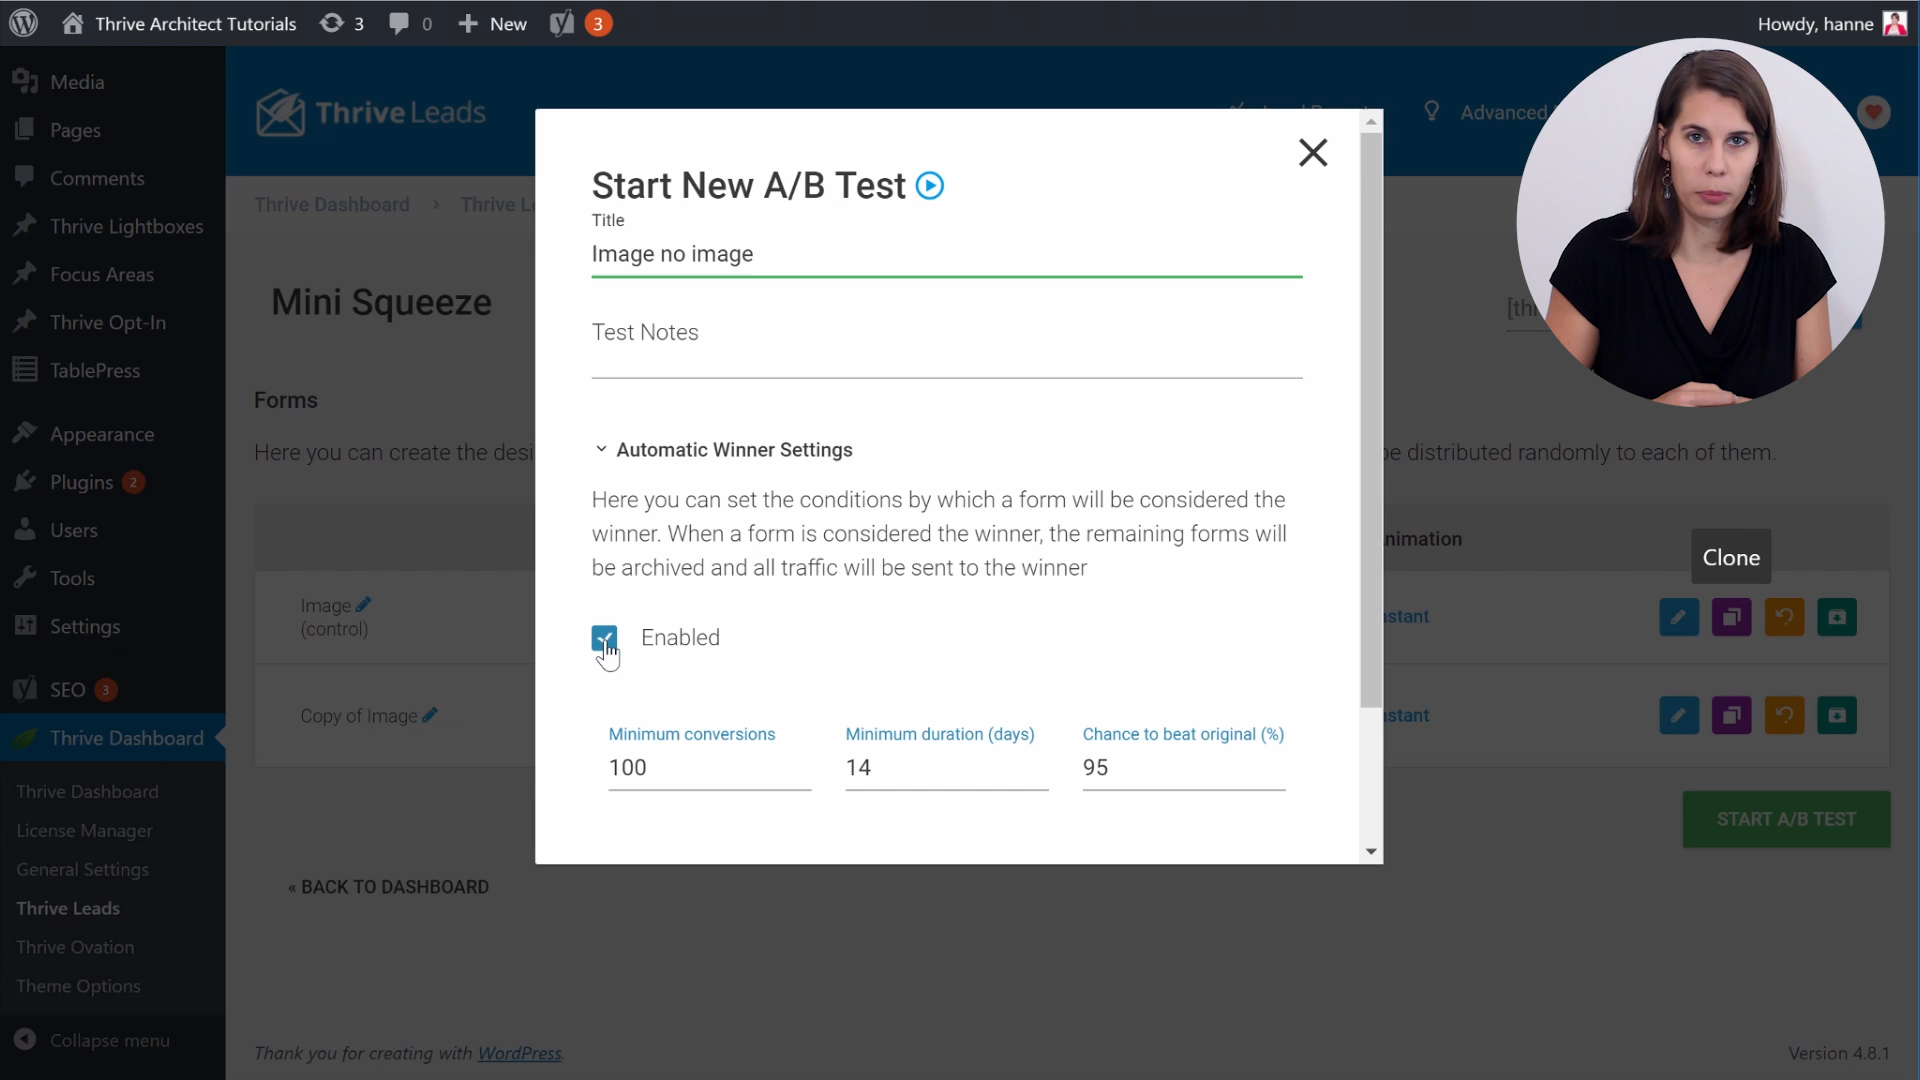 Thrive Architect Tutorials 3 0 New 3 Howdy, hanne
Media
Pages
Comments
Thrive Lightboxes
Focus Areas
Thrive Opt-In
TablePress
Appearance
Plugins 2
Users
Tools
Settings
SEO 3
Thrive Dashboard
Thrive Dashboard
License Manager
General Settings
Thrive Leads
Thrive Ovation
Theme Options
Collapse menu
Thrive Leads
Advanced
Thrive Dashboard > Thrive L
Mini Squeeze
[th
Forms
Here you can create the desi
be distributed randomly to each of them.
nimation
Clone
Image
(control)
nstant
Copy of Image
nstant
START A/B TEST
« BACK TO DASHBOARD
Thank you for creating with WordPress.
Version 4.8.1
Start New A/B Test
Title
Image no image
Test Notes
Automatic Winner Settings
Here you can set the conditions by which a form will be considered the
winner. When a form is considered the winner, the remaining forms will
be archived and all traffic will be sent to the winner
Enabled
Minimum conversions Minimum duration (days) Chance to beat original (%)
100 14 95